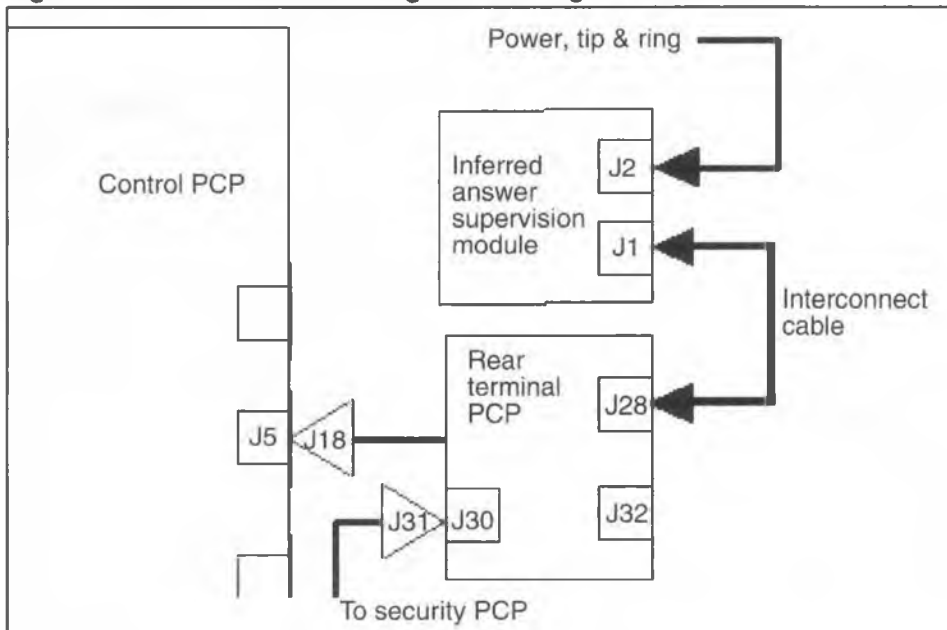 Power, tip & ring
Control PCP
Inferred
answer
supervision
module
J2
J1
Interconnect
cable
Rear
terminal
PCP
J28
J5
J18
J31
J30
J32
To security PCP